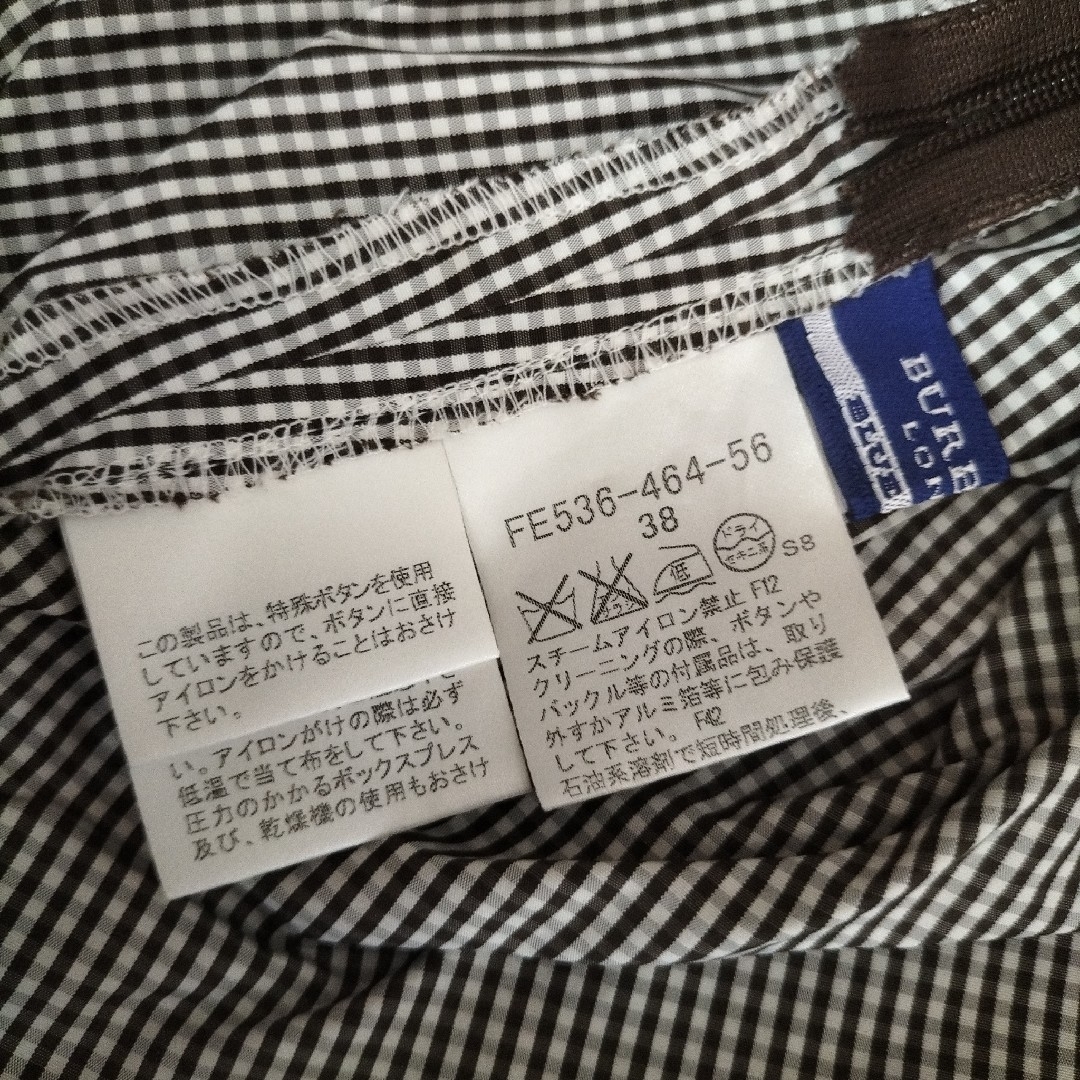 この製品は、特殊ボタンを使用
していますので、ボタンに直接
アイロンをかけることはおさけ
下さい。
い。アイロンがけの際は必ず
低温で当て布をして下さい。
圧力のかかるボックスプレス
及び、乾燥機の使用もおさけ
FE536-464-56
38
低
ドライ
セキユ系
S8
スチームアイロン禁止 F12
クリーニングの際、ボタンや
バックル等の付属品は、取り
外すかアルミ箔等に包み保護
して下さい。 F42
石油系溶剤で短時間処理後、
BURB
LON